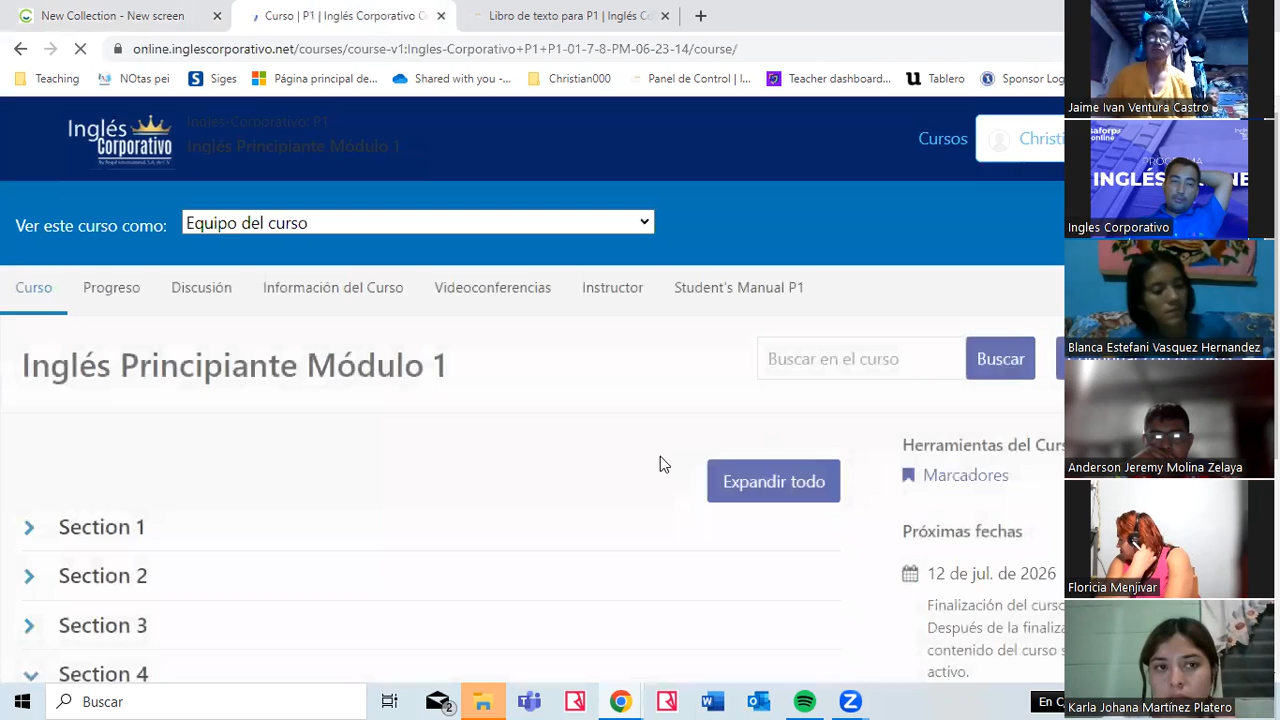 New Collection - New screen
Curso | P1 | Inglés Corporativo
Libro de texto para P1 | Inglés Co
online.inglescorporativo.net/courses/course-v1:Ingles-Corporativo+P1+P1-01-7-8-PM-06-23-14/course/
Teaching
NOtas pei
Siges
Página principal de...
Shared with you -...
Christian000
Panel de Control | I...
Teacher dashboard...
Tablero
Sponsor Log
Inglés
Corporativo
Ingles-Corporativo: P1
Inglés Principiante Módulo 1
Cursos
Christi
Ver este curso como:
Equipo del curso
Curso
Progreso
Discusión
Información del Curso
Videoconferencias
Instructor
Student's Manual P1
Inglés Principiante Módulo 1
Buscar en el curso
Buscar
Expandir todo
Section 1
Section 2
Section 3
Section 4
Herramientas del Curs
Marcadores
Próximas fechas
12 de jul. de 2026
Finalización del curso
Después de la finaliza
contenido del curso s
activo.
Buscar
2
En C
Jaime Ivan Ventura Castro
PROGRAMA
INGLÉS
NE
Ingles Corporativo
Blanca Estefani Vasquez Hernandez
Anderson Jeremy Molina Zelaya
Floricia Menjivar
Karla Johana Martínez Platero